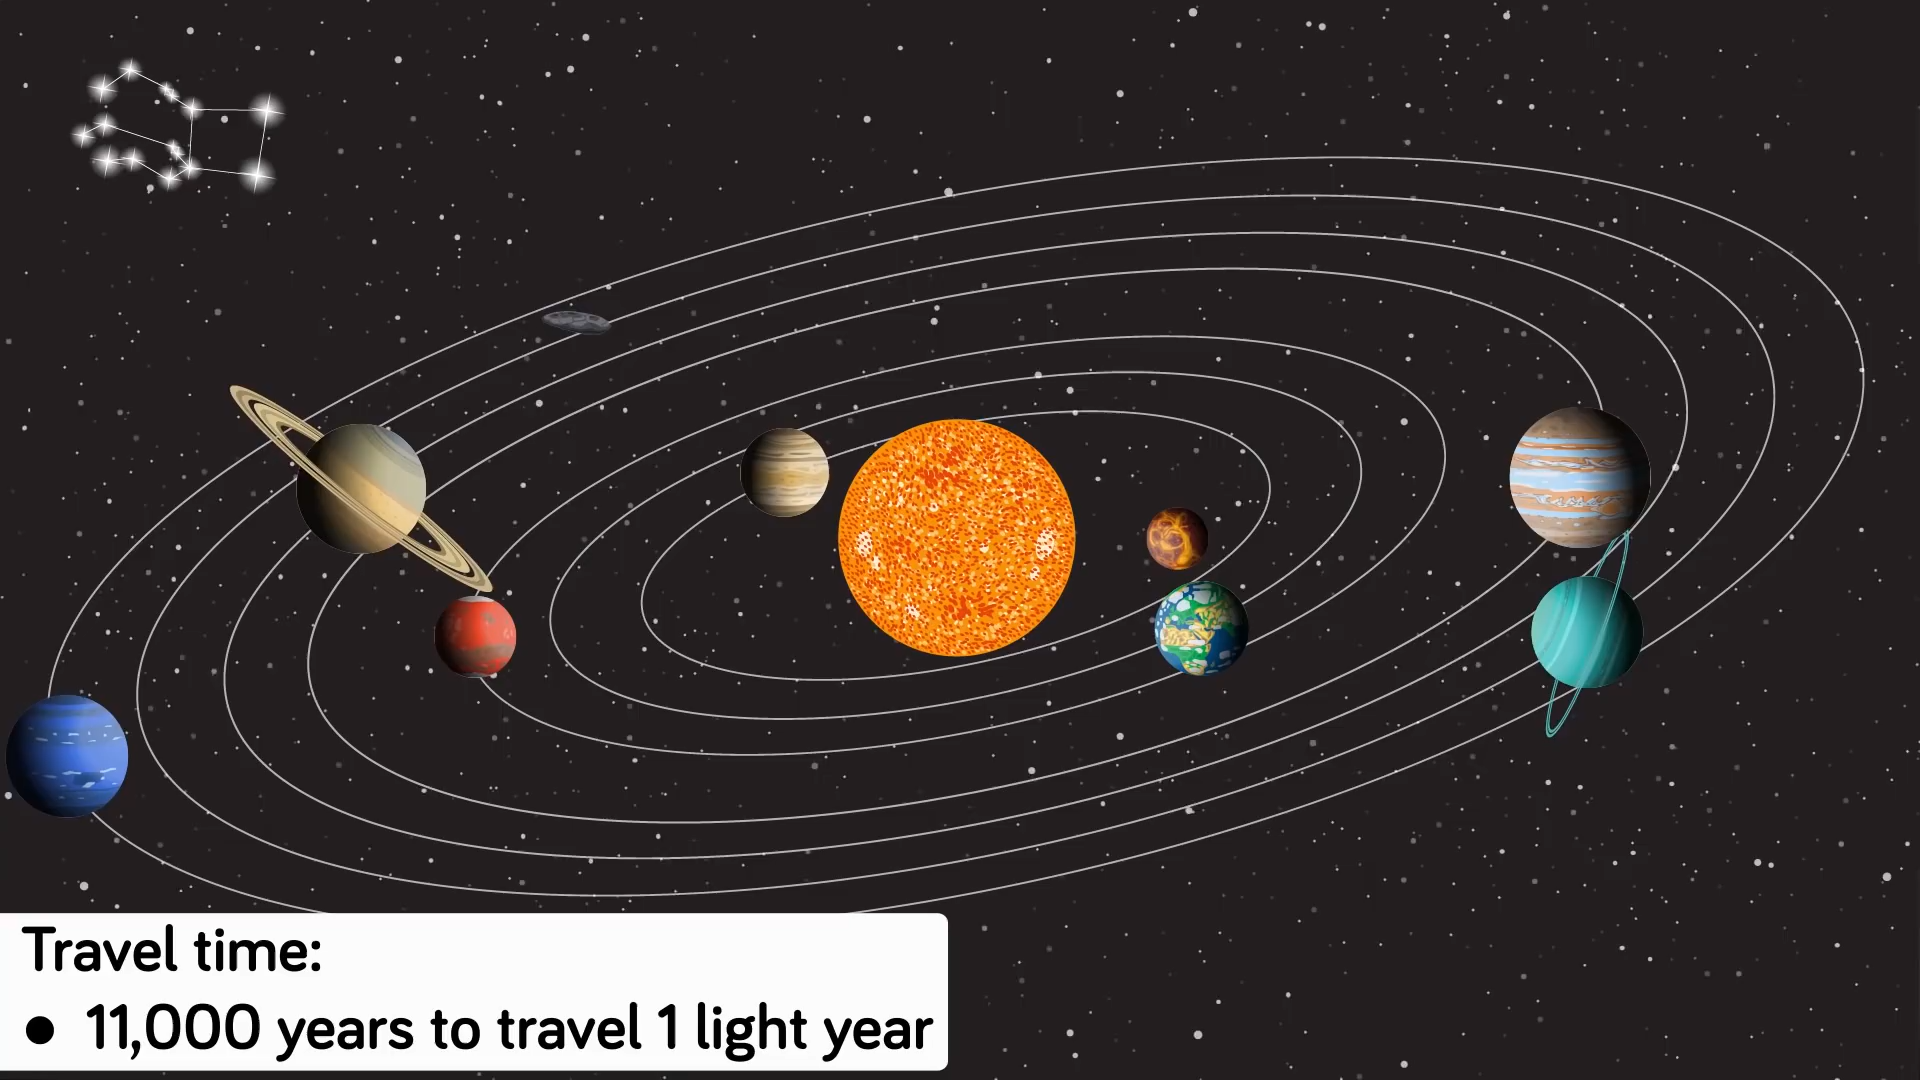 Travel time:
● 11,000 years to travel 1 light year